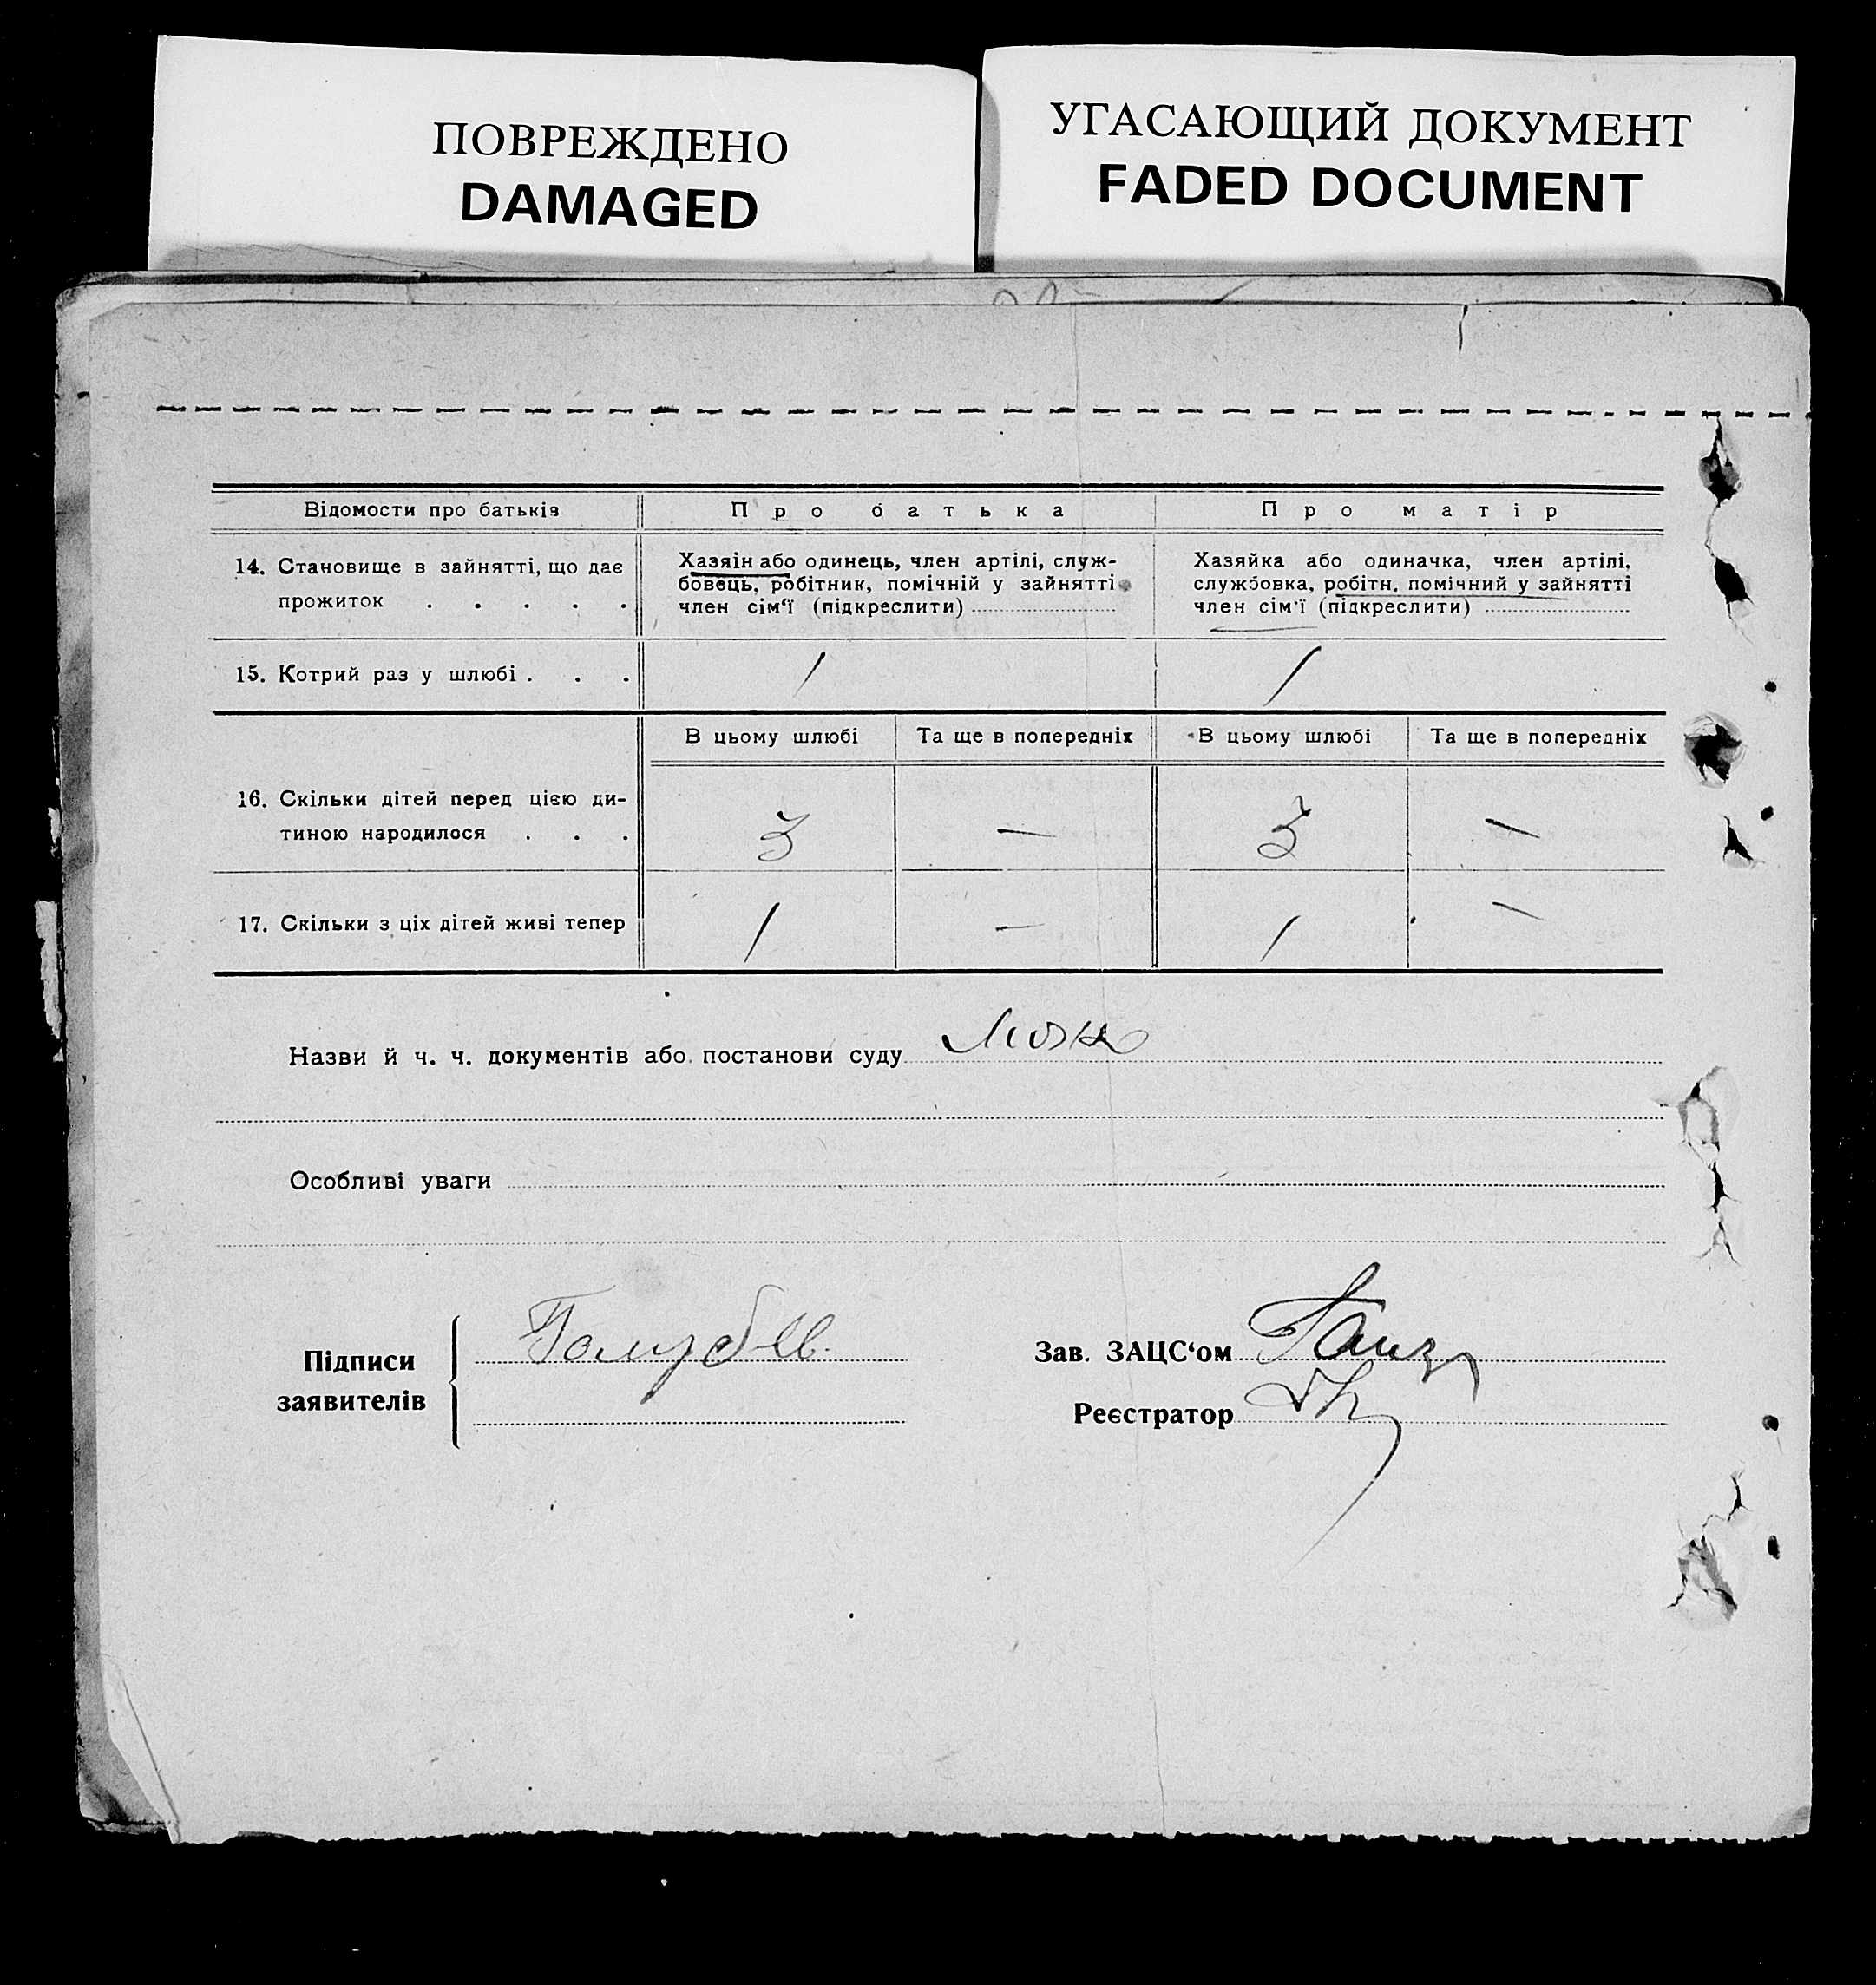 ПОВРЕЖДЕНО
DAMAGED
УГАСАЮЩИЙ ДОКУМЕНТ
FADED DOCUMENT
Відомости про батьків
Про батька
Про матір
14. Становище в зайнятті, що дає
прожиток . . . . .
Хазяін або одинець, член артілі, служ-
бовець, робітник, помічній у зайнятті
член сім‘ї (підкреслити)
Хазяйка або одиначка, член артілі,
службовка, робітн. помічний у зайнятті
член сім‘ї (підкреслити)
15. Котрий раз у шлюбі . . .
1
1
В цьому шлюбі
Та ще в попередніх
В цьому шлюбі
Та ще в попередніх
16. Скільки дітей перед цією ди-
тиною народилося . . .
3
—
3
—
17. Скільки з ціх дітей живі тепер
1
—
1
—
Назви й ч. ч. документів або постанови суду
Особливі уваги
Підписи
заявителів
Зав. ЗАЦС‘ом
Реєстратор